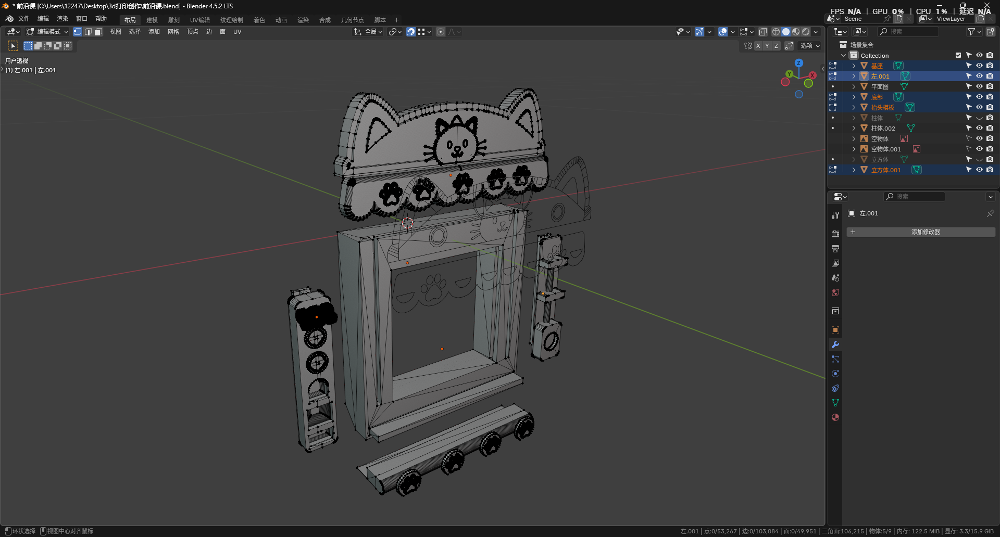 * 前沿课 [C:\Users\12247\Desktop\3d打印创作\前沿课.blend] - Blender 4.5.2 LTS
FPS N/A | GPU 0% | CPU 1% | 延迟 N/A
文件 编辑 渲染 窗口 帮助 布局 建模 雕刻 UV编辑 纹理绘制 着色 动画 渲染 合成 几何节点 脚本 +
Scene ViewLayer
编辑模式 视图 选择 添加 网格 顶点 边 面 UV 全局
搜索
X Y Z 选项
用户透视
(1) 左.001 | 左.001
Z
Y
X
场景集合
Collection
基座
左.001
平面图
底部
抬头模板
柱体
柱体.002
空物体
空物体.001
立方体
立方体.001
搜索
左.001
+ 添加修改器
环状选择 视图中心对齐鼠标
左.001 | 点:0/53,267 | 边:0/103,084 | 面:0/49,951 | 三角面:106,215 | 物体:5/9 | 内存: 122.5 MiB | 显存: 3.3/15.9 GiB